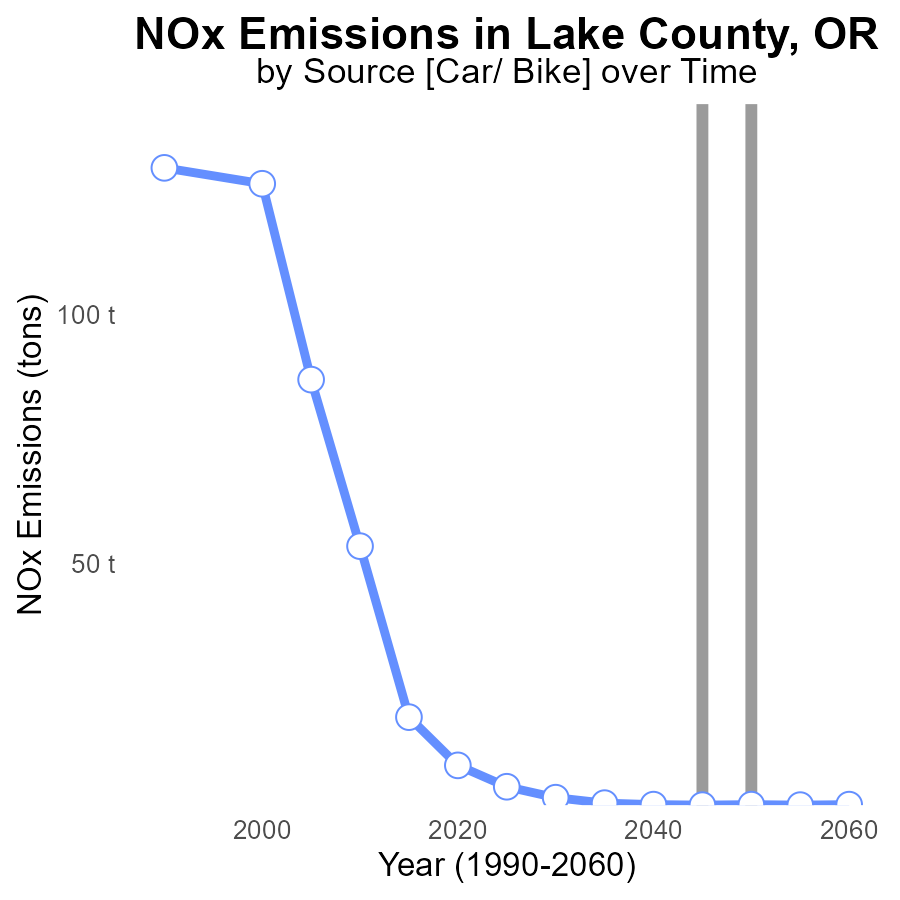 NOx Emissions in Lake County, OR
by Source [Car/ Bike] over Time
NOx Emissions (tons)
100 t
50 t
2000
2020
2040
2060
Year (1990-2060)